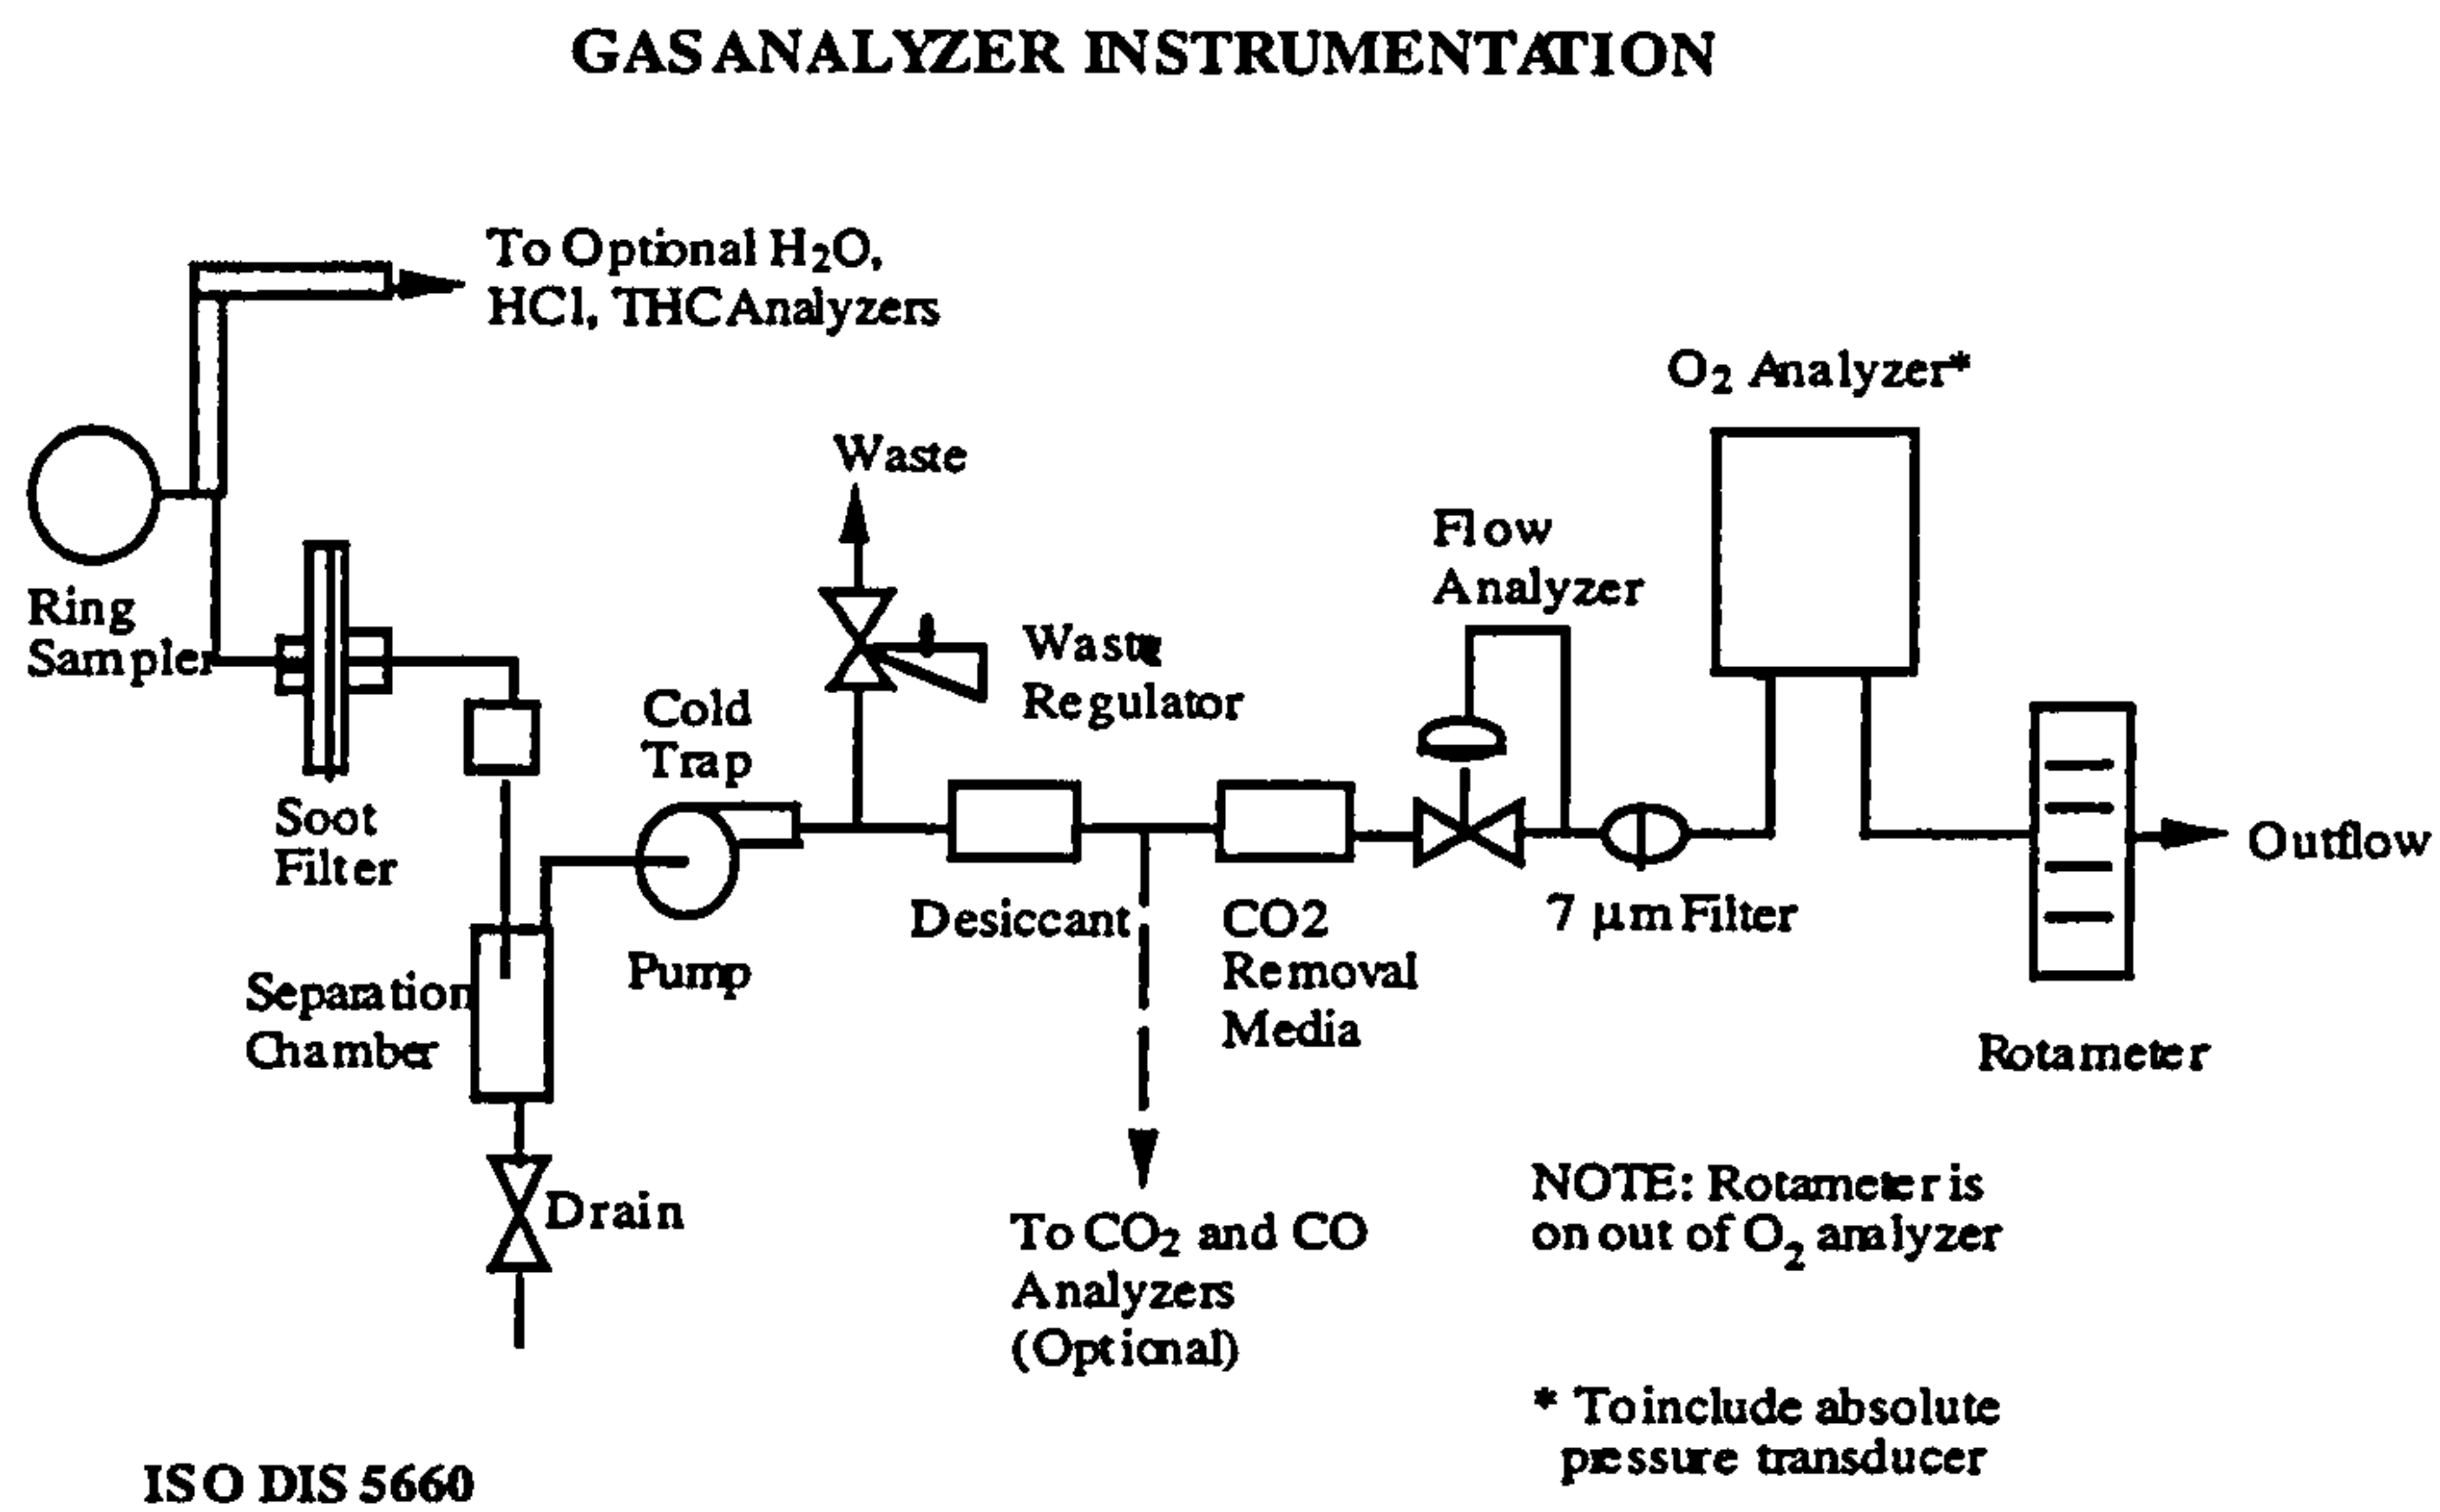 GAS ANALYZER INSTRUMENTATION
To Optional H₂O,
HCl, THC Analyzers
O₂ Analyzer*
Waste
Flow
Analyzer
Ring
Sampler
Waste
Regulator
Cold
Trap
Soot
Filter
Desiccant
CO2
Removal
Media
7 µm Filter
Outflow
Pump
Separation
Chamber
Rotameter
Drain
To CO₂ and CO
Analyzers
(Optional)
NOTE: Rotameter is
on out of O₂ analyzer
* To include absolute
pressure transducer
ISO DIS 5660